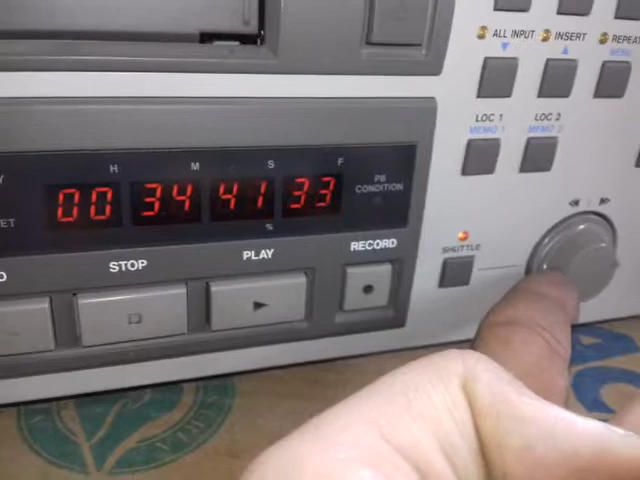 ALL INPUT INSERT REPEAT
▼ ▲ MENU
LOC 1 LOC 2
MEMO 1 MEMO 2
H M S F
00 34 41 33
PB
CONDITION
%
STOP PLAY RECORD
SHUTTLE